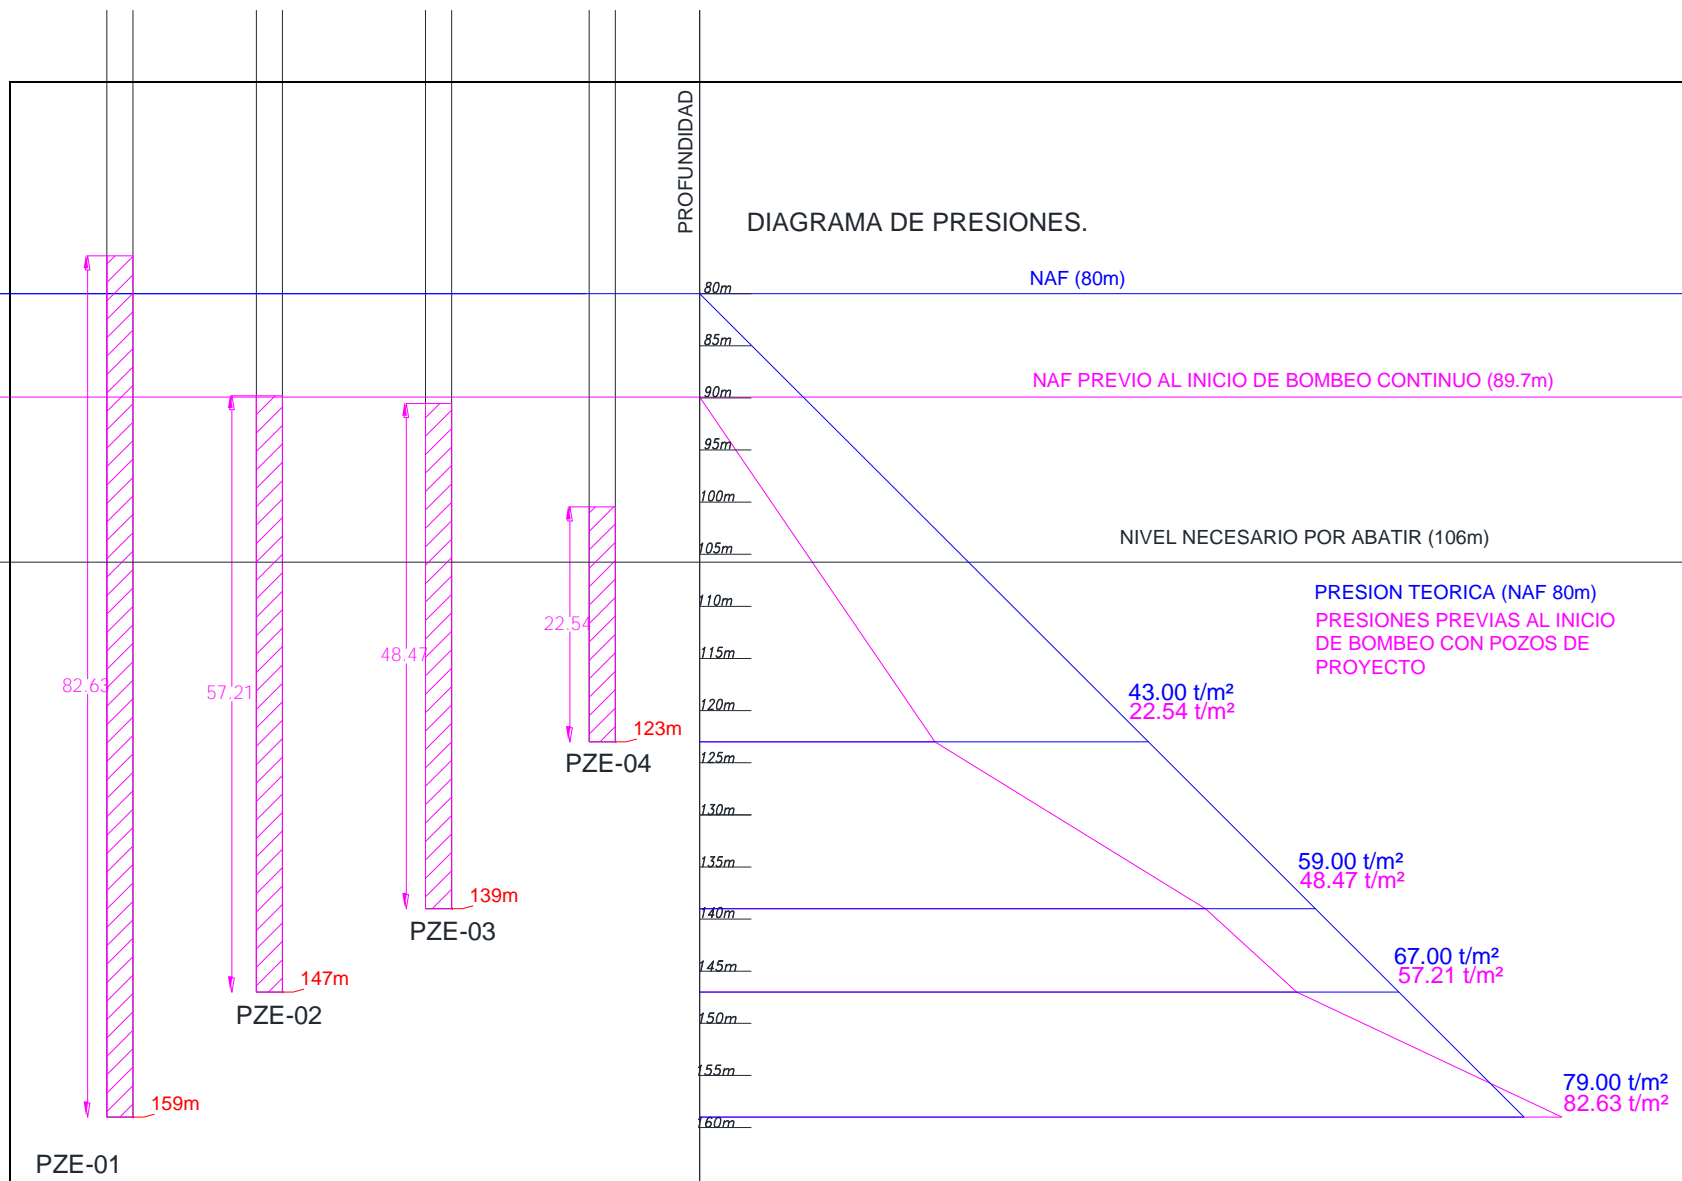 PROFUNDIDAD
DIAGRAMA DE PRESIONES.
NAF (80m)
80m
85m
NAF PREVIO AL INICIO DE BOMBEO CONTINUO (89.7m)
90m
95m
100m
NIVEL NECESARIO POR ABATIR (106m)
105m
PRESION TEORICA (NAF 80m)
PRESIONES PREVIAS AL INICIO
DE BOMBEO CON POZOS DE
PROYECTO
110m
115m
120m
125m
130m
135m
140m
145m
150m
155m
160m
82.63
57.21
48.47
22.54
123m
PZE-04
139m
PZE-03
147m
PZE-02
159m
PZE-01
43.00 t/m²
22.54 t/m²
59.00 t/m²
48.47 t/m²
67.00 t/m²
57.21 t/m²
79.00 t/m²
82.63 t/m²